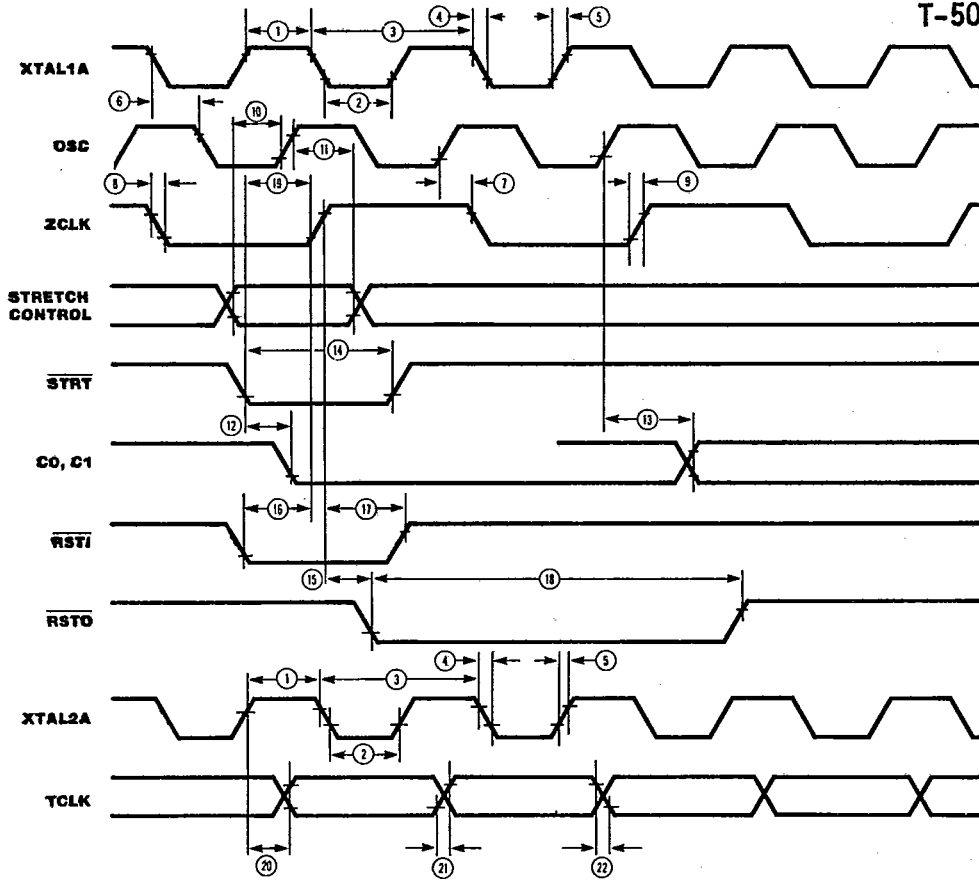 T-50
① ③ ④ ⑤
XTAL1A
② 
⑥ ⑩
OSC
⑪
⑧ ⑲ ⑦ ⑨
ZCLK
STRETCH
CONTROL
⑭
STRT
⑫ ⑬
C0, C1
⑯ ⑰
RSTI
⑮ ⑱
RSTO
④ ⑤
① ③
XTAL2A
②
TCLK
⑳ ㉑ ㉒